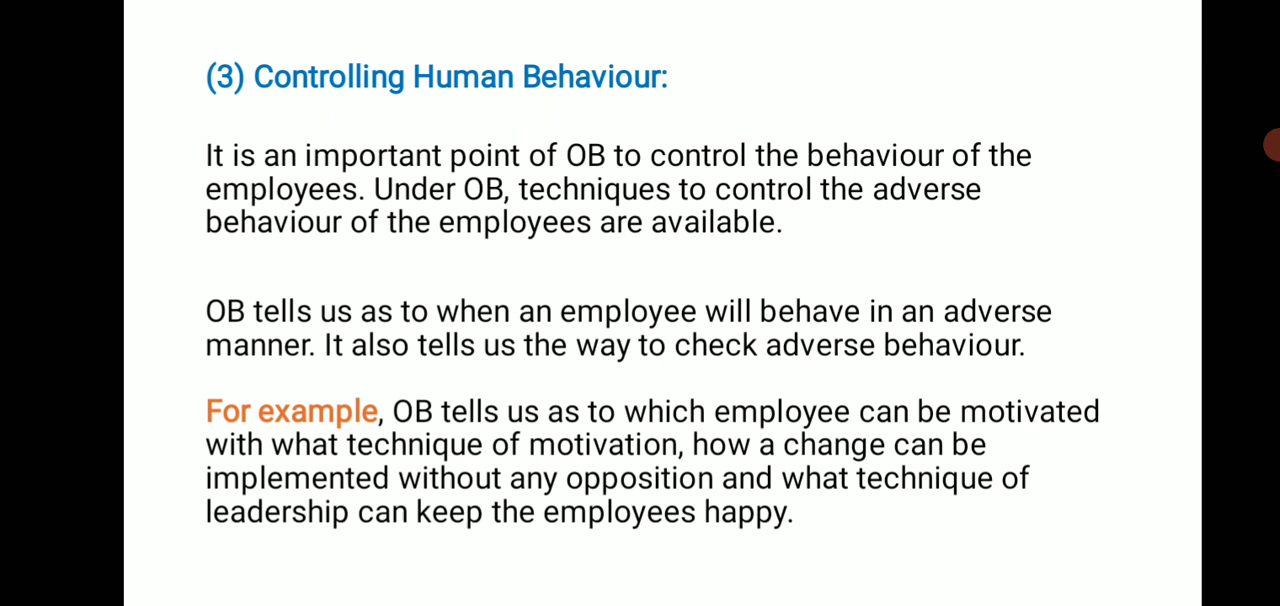 (3) Controlling Human Behaviour:
It is an important point of OB to control the behaviour of the
employees. Under OB, techniques to control the adverse
behaviour of the employees are available.
OB tells us as to when an employee will behave in an adverse
manner. It also tells us the way to check adverse behaviour.
For example, OB tells us as to which employee can be motivated
with what technique of motivation, how a change can be
implemented without any opposition and what technique of
leadership can keep the employees happy.